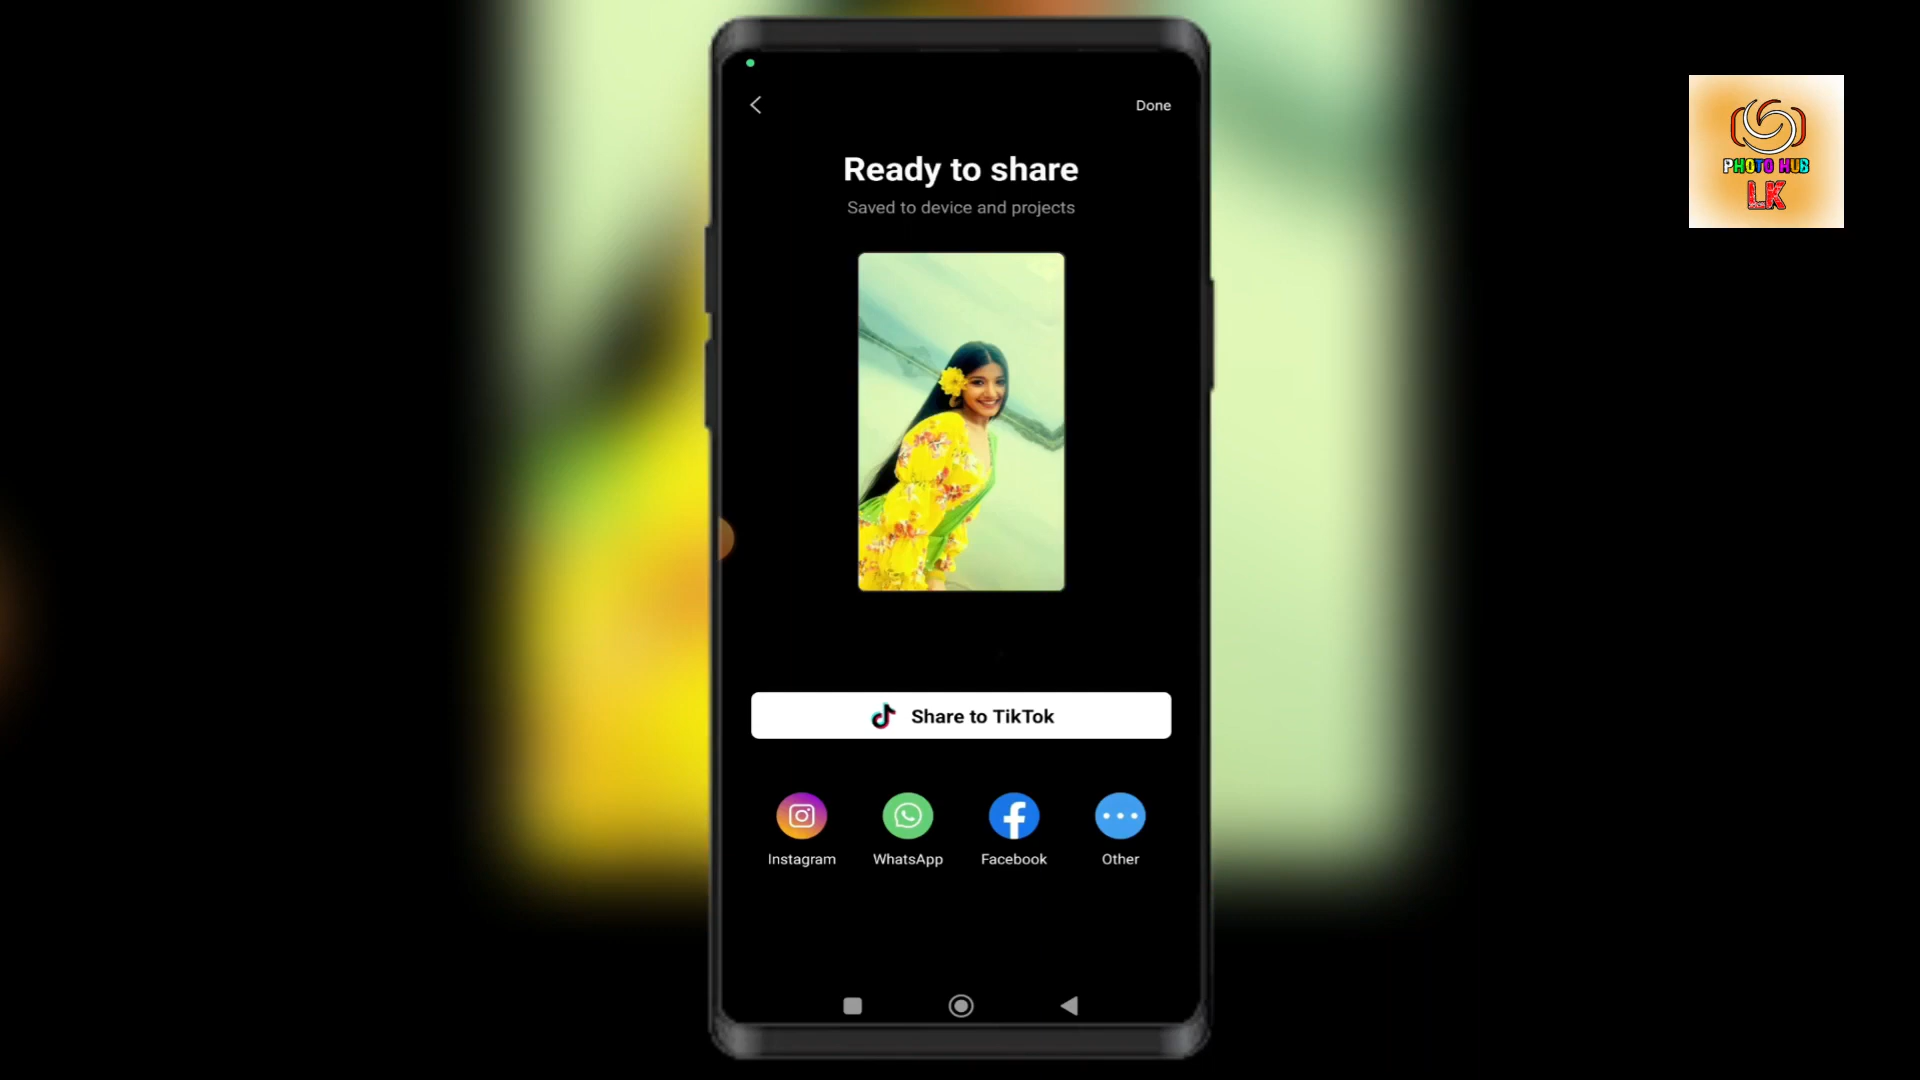 Done
Ready to share
Saved to device and projects
Share to TikTok
Instagram
WhatsApp
Facebook
Other
PHOTO HUB
LK